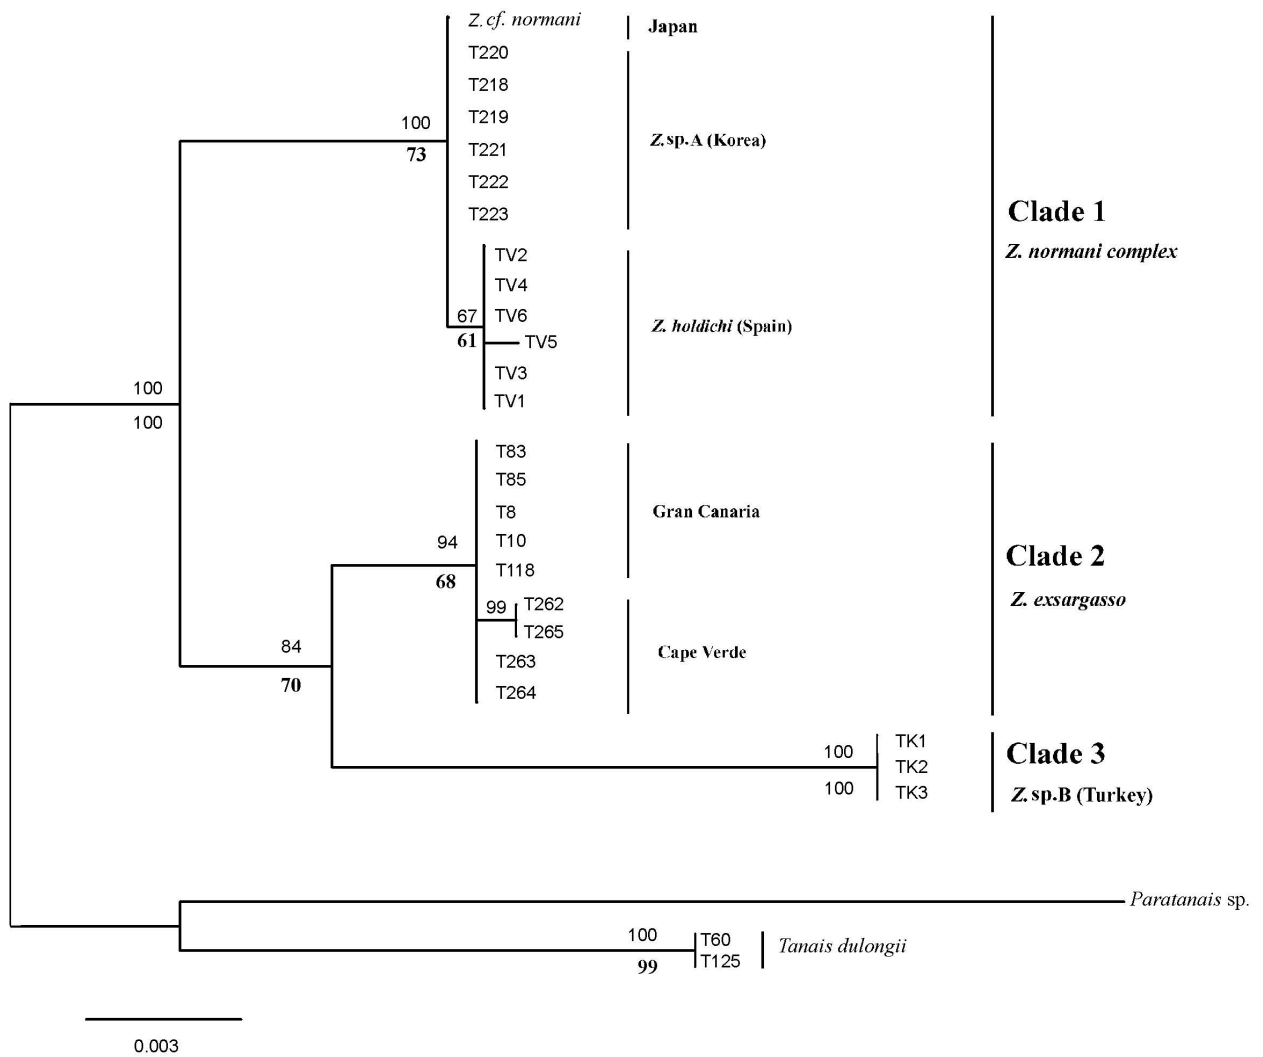 Z. cf. normani
Japan
T220
T218
T219
T221
T222
T223
Z. sp.A (Korea)
100
73
TV2
TV4
TV6
TV5
TV3
TV1
67
61
Z. holdichi (Spain)
Clade 1
Z. normani complex
100
100
T83
T85
T8
T10
T118
Gran Canaria
94
68
99
T262
T265
T263
T264
Cape Verde
Clade 2
Z. exsargasso
84
70
100
100
TK1
TK2
TK3
Clade 3
Z. sp.B (Turkey)
Paratanais sp.
100
99
T60
T125
Tanais dulongii
0.003